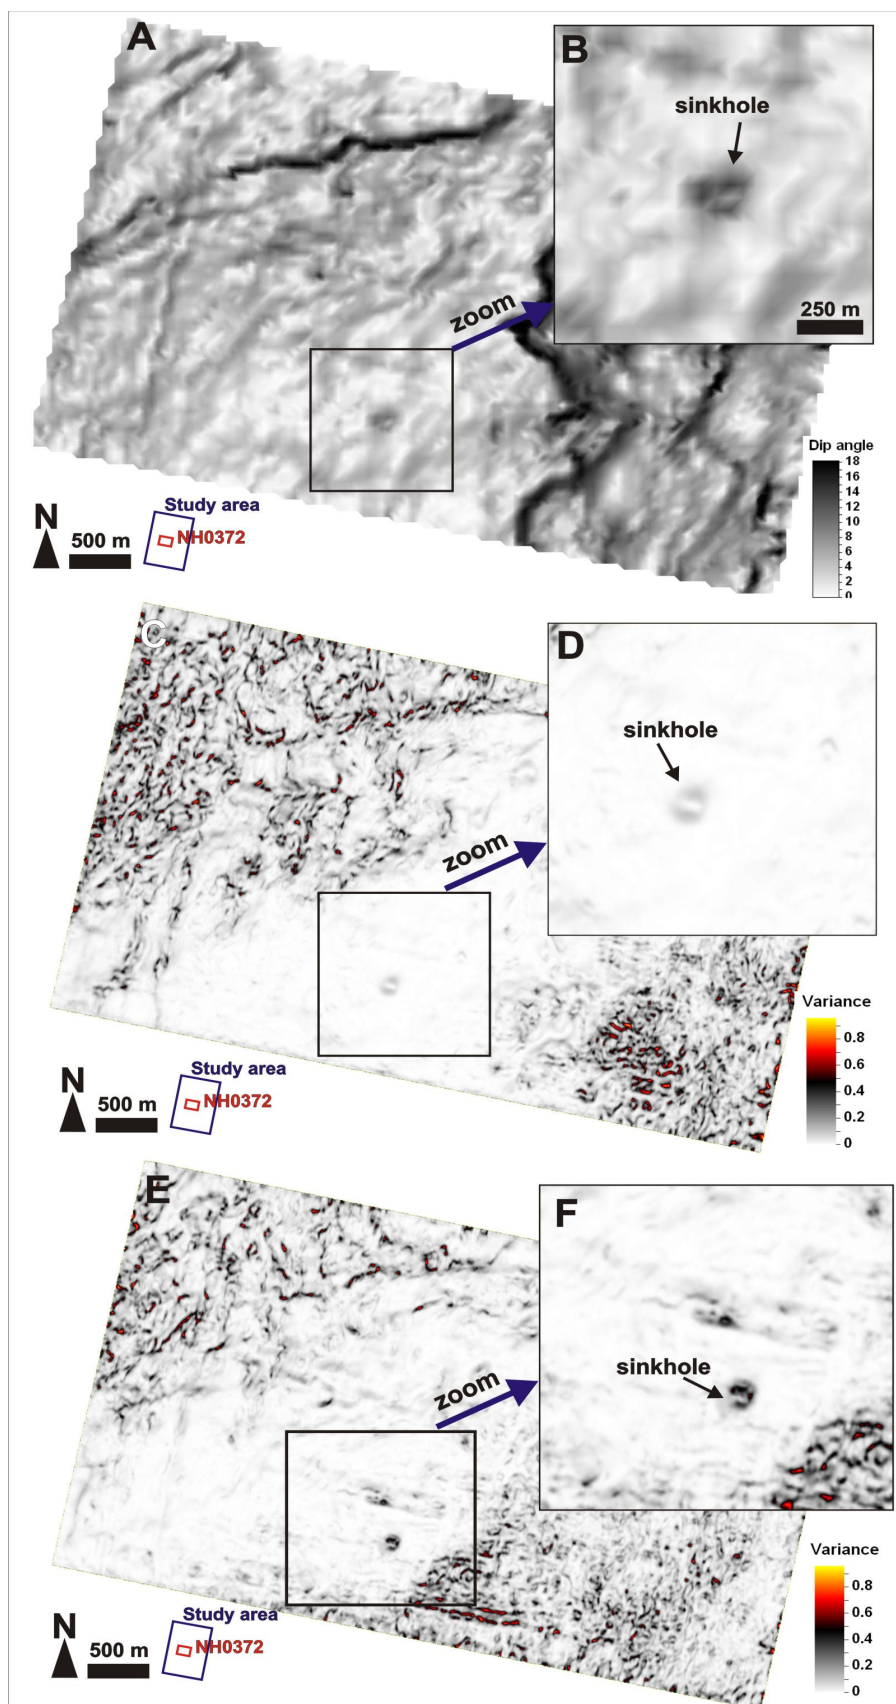 A
B
sinkhole
250 m
zoom
Dip angle
18
16
14
12
10
8
6
4
2
0
N
500 m
Study area
NH0372
C
D
sinkhole
zoom
Variance
0.8
0.6
0.4
0.2
0
N
500 m
Study area
NH0372
E
F
sinkhole
zoom
Variance
0.8
0.6
0.4
0.2
0
N
500 m
Study area
NH0372